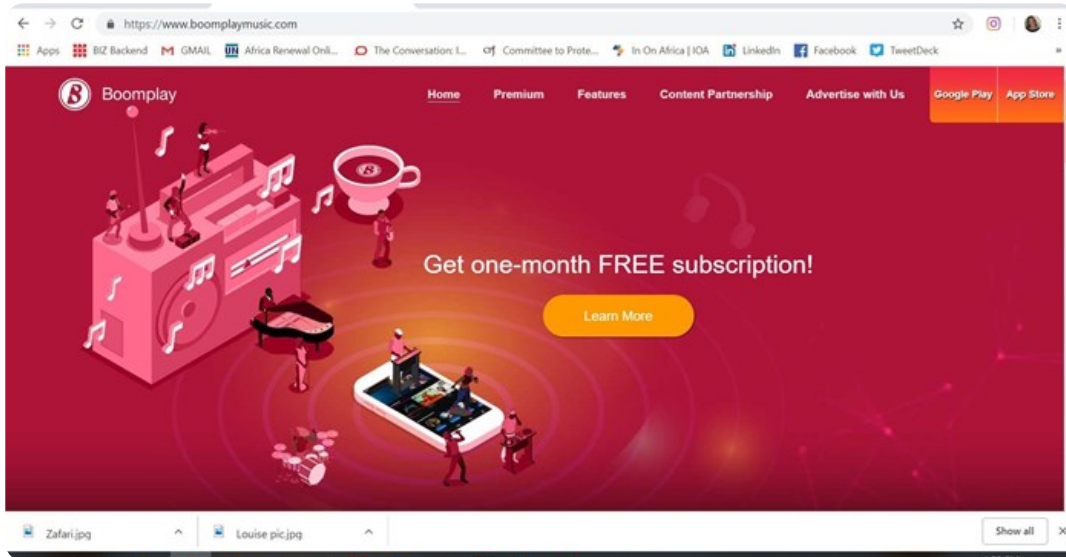 https://www.boomplaymusic.com
Apps BIZ Backend GMAIL Africa Renewal Onli... The Conversation: I... Committee to Prote... In On Africa | IOA LinkedIn Facebook TweetDeck »
B Boomplay Home Premium Features Content Partnership Advertise with Us Google Play App Store
B
Get one-month FREE subscription!
Learn More
Zafari.jpg Louise pic.jpg Show all